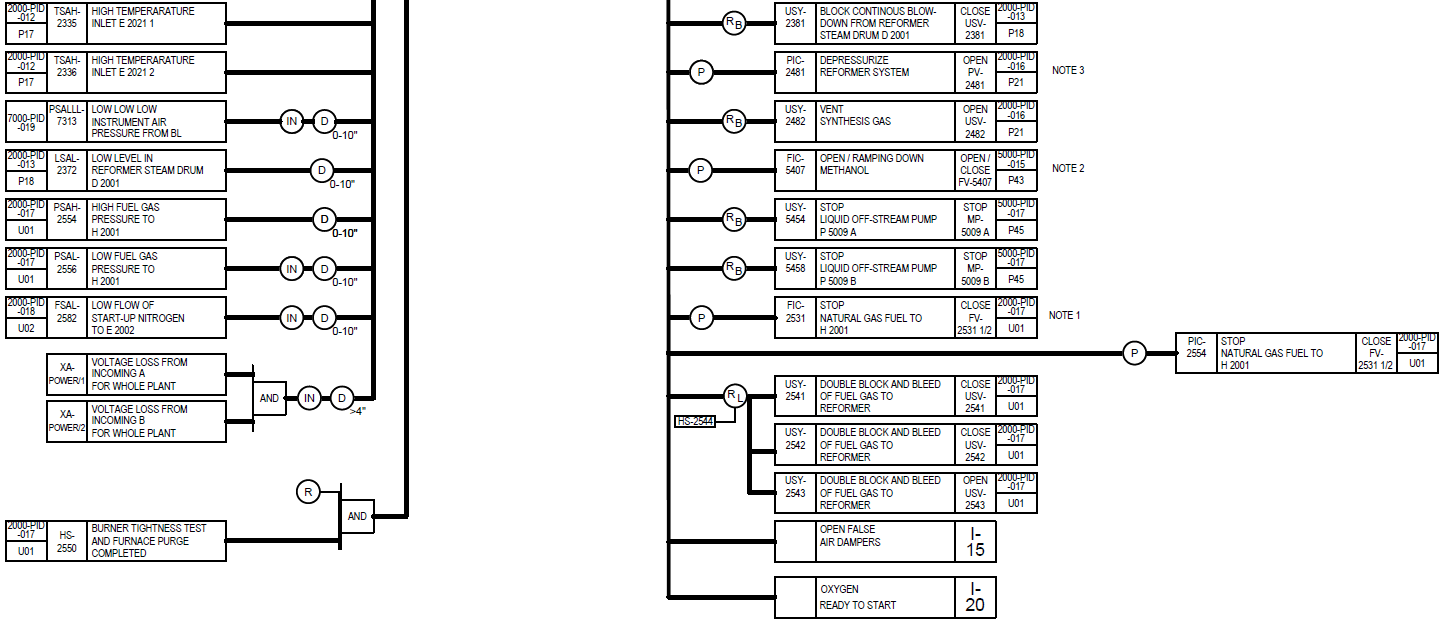 2000-PID
-012
P17
TSAH-
2335
HIGH TEMPERARATURE
INLET E 2021 1
2000-PID
-012
P17
TSAH-
2336
HIGH TEMPERARATURE
INLET E 2021 2
7000-PID
-019
PSALLL-
7313
LOW LOW LOW
INSTRUMENT AIR
PRESSURE FROM BL
IN
D
0-10"
2000-PID
-013
P18
LSAL-
2372
LOW LEVEL IN
REFORMER STEAM DRUM
D 2001
D
0-10"
2000-PID
-017
U01
PSAH-
2554
HIGH FUEL GAS
PRESSURE TO
H 2001
D
0-10"
2000-PID
-017
U01
PSAL-
2556
LOW FUEL GAS
PRESSURE TO
H 2001
IN
D
0-10"
2000-PID
-018
U02
FSAL-
2582
LOW FLOW OF
START-UP NITROGEN
TO E 2002
IN
D
0-10"
XA-
POWER/1
VOLTAGE LOSS FROM
INCOMING A
FOR WHOLE PLANT
XA-
POWER/2
VOLTAGE LOSS FROM
INCOMING B
FOR WHOLE PLANT
AND
IN
D
>4"
R
AND
2000-PID
-017
U01
HS-
2550
BURNER TIGHTNESS TEST
AND FURNACE PURGE
COMPLETED
RB
USY-
2381
BLOCK CONTINOUS BLOW-
DOWN FROM REFORMER
STEAM DRUM D 2001
CLOSE
USV-
2381
2000-PID
-013
P18
P
PIC-
2481
DEPRESSURIZE
REFORMER SYSTEM
OPEN
PV-
2481
2000-PID
-016
P21
NOTE 3
RB
USY-
2482
VENT
SYNTHESIS GAS
OPEN
USV-
2482
2000-PID
-016
P21
P
FIC-
5407
OPEN / RAMPING DOWN
METHANOL
OPEN /
CLOSE
FV-5407
5000-PID
-015
P43
NOTE 2
RB
USY-
5454
STOP
LIQUID OFF-STREAM PUMP
P 5009 A
STOP
MP-
5009 A
5000-PID
-017
P45
RB
USY-
5458
STOP
LIQUID OFF-STREAM PUMP
P 5009 B
STOP
MP-
5009 B
5000-PID
-017
P45
P
FIC-
2531
STOP
NATURAL GAS FUEL TO
H 2001
CLOSE
FV-
2531 1/2
2000-PID
-017
U01
NOTE 1
P
PIC-
2554
STOP
NATURAL GAS FUEL TO
H 2001
CLOSE
FV-
2531 1/2
2000-PID
-017
U01
RL
HS-2544
USY-
2541
DOUBLE BLOCK AND BLEED
OF FUEL GAS TO
REFORMER
CLOSE
USV-
2541
2000-PID
-017
U01
USY-
2542
DOUBLE BLOCK AND BLEED
OF FUEL GAS TO
REFORMER
CLOSE
USV-
2542
2000-PID
-017
U01
USY-
2543
DOUBLE BLOCK AND BLEED
OF FUEL GAS TO
REFORMER
OPEN
USV-
2543
2000-PID
-017
U01
OPEN FALSE
AIR DAMPERS
I-
15
OXYGEN
READY TO START
I-
20